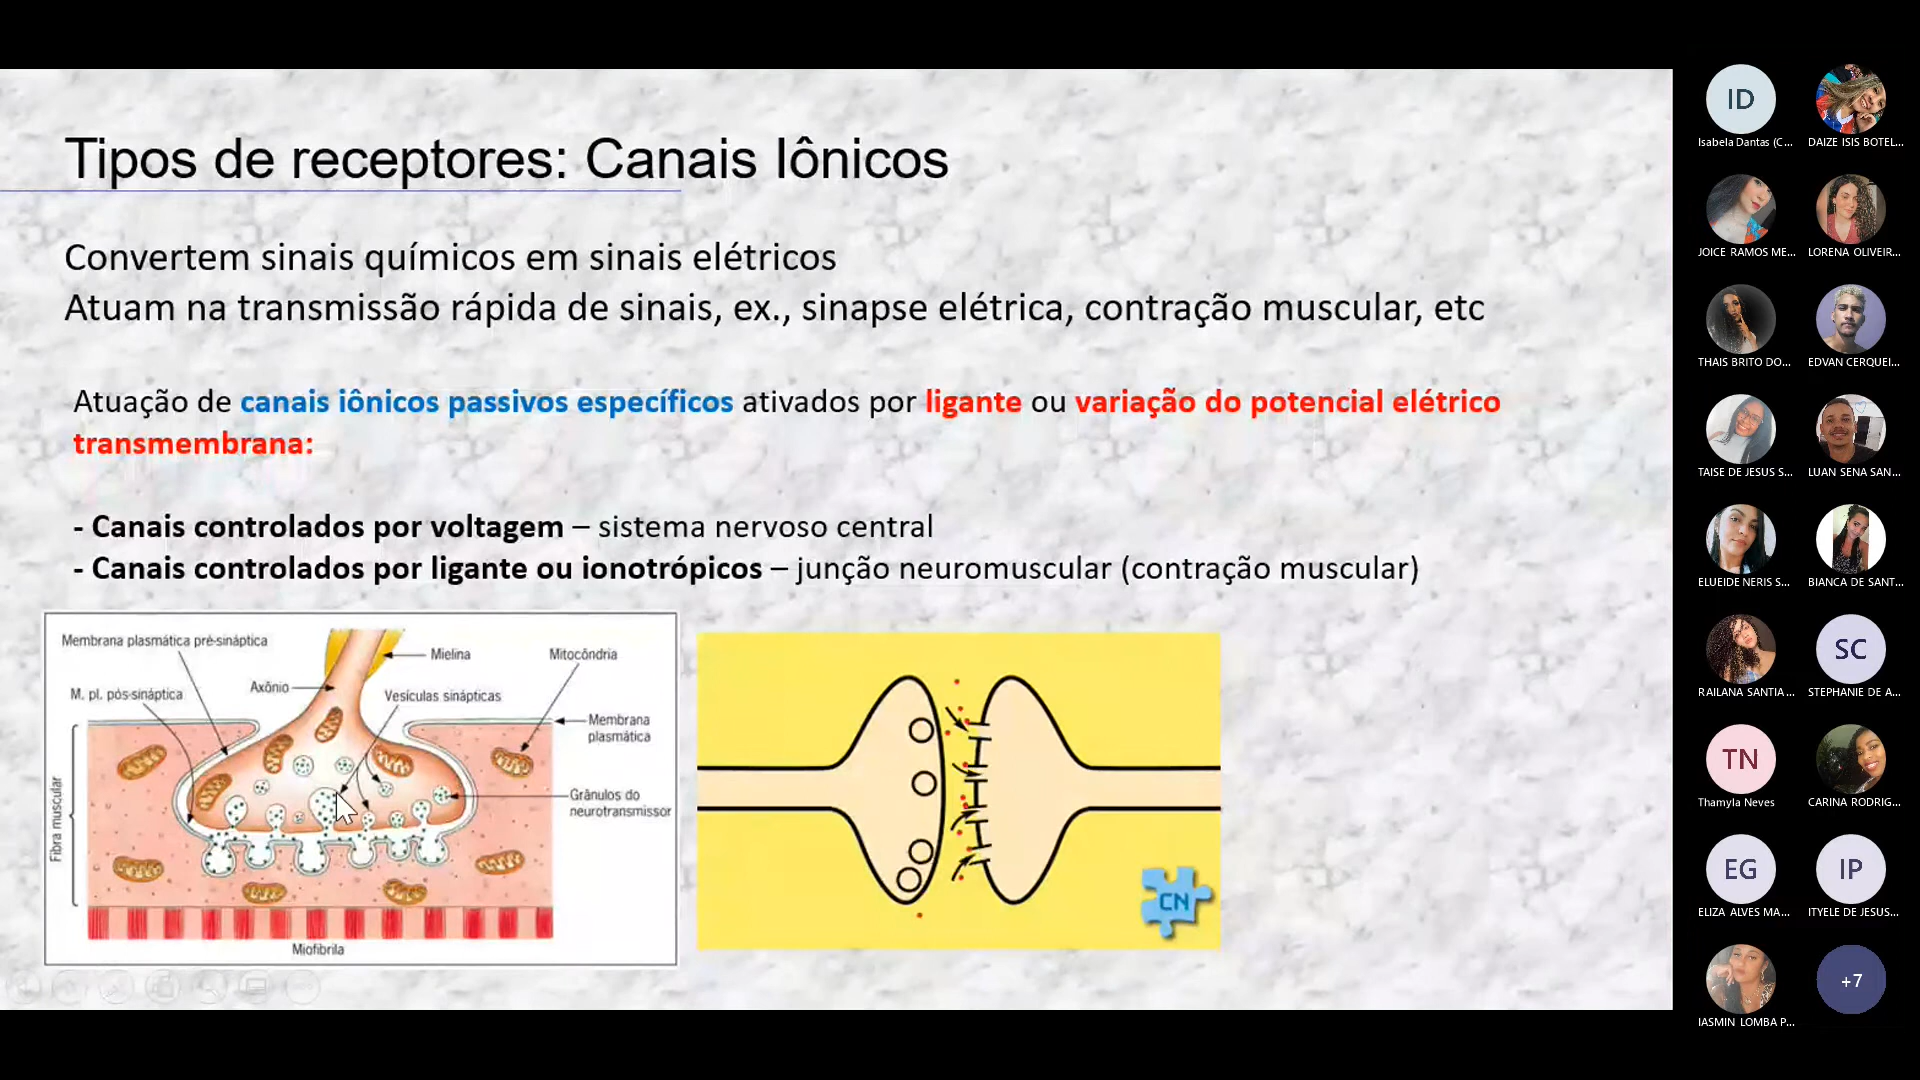 Tipos de receptores: Canais Iônicos
Convertem sinais químicos em sinais elétricos
Atuam na transmissão rápida de sinais, ex., sinapse elétrica, contração muscular, etc
Atuação de canais iônicos passivos específicos ativados por ligante ou variação do potencial elétrico
transmembrana:
- Canais controlados por voltagem – sistema nervoso central
- Canais controlados por ligante ou ionotrópicos – junção neuromuscular (contração muscular)
Membrana plasmática pré-sináptica
Mielina
Mitocôndria
M. pl. pós-sináptica
Axônio
Vesículas sinápticas
Membrana
plasmática
Grânulos do
neurotransmissor
Fibra muscular
Miofibrila
CN
ID
Isabela Dantas (C...
DAIZE ISIS BOTEL...
JOICE RAMOS ME...
LORENA OLIVEIR...
THAIS BRITO DO...
EDVAN CERQUEI...
TAISE DE JESUS S...
LUAN SENA SAN...
ELUEIDE NERIS S...
BIANCA DE SANT...
RAILANA SANTIA...
SC
STEPHANIE DE A...
TN
Thamyla Neves
CARINA RODRIG...
EG
ELIZA ALVES MA...
IP
ITYELE DE JESUS...
IASMIN LOMBA P...
+7